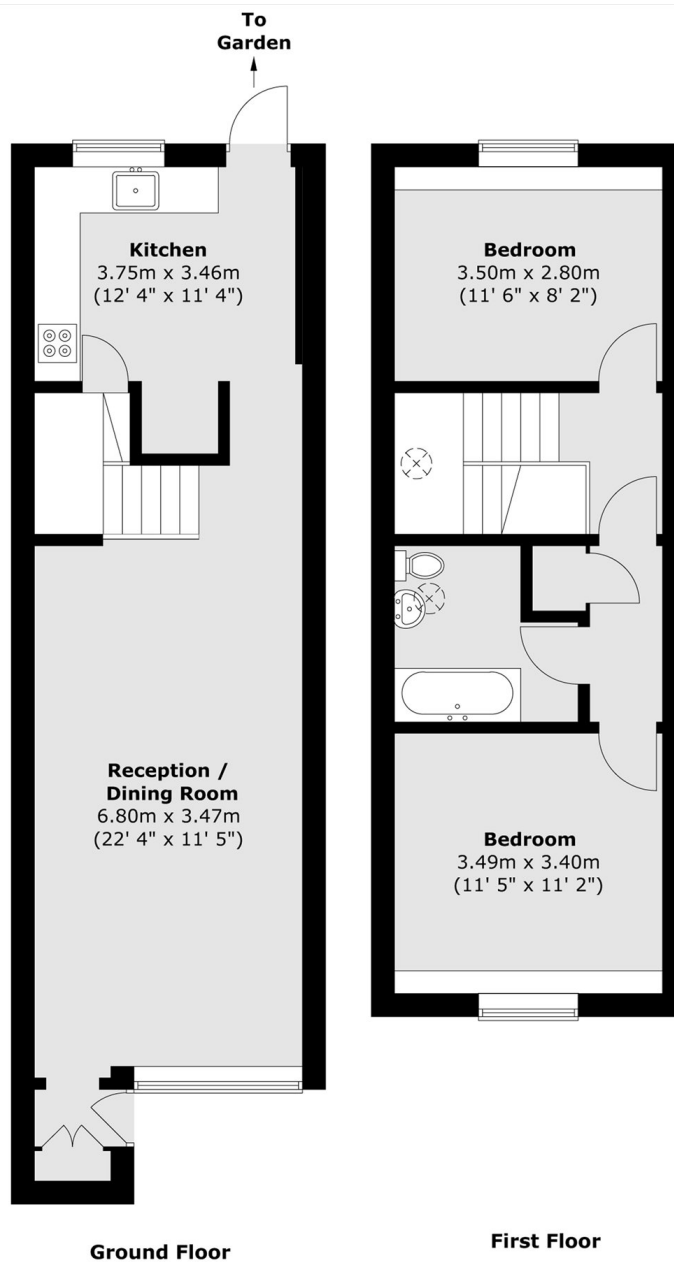 To
Garden
Kitchen
3.75m x 3.46m
(12' 4" x 11' 4")
Reception /
Dining Room
6.80m x 3.47m
(22' 4" x 11' 5")
Ground Floor
Bedroom
3.50m x 2.80m
(11' 6" x 8' 2")
Bedroom
3.49m x 3.40m
(11' 5" x 11' 2")
First Floor